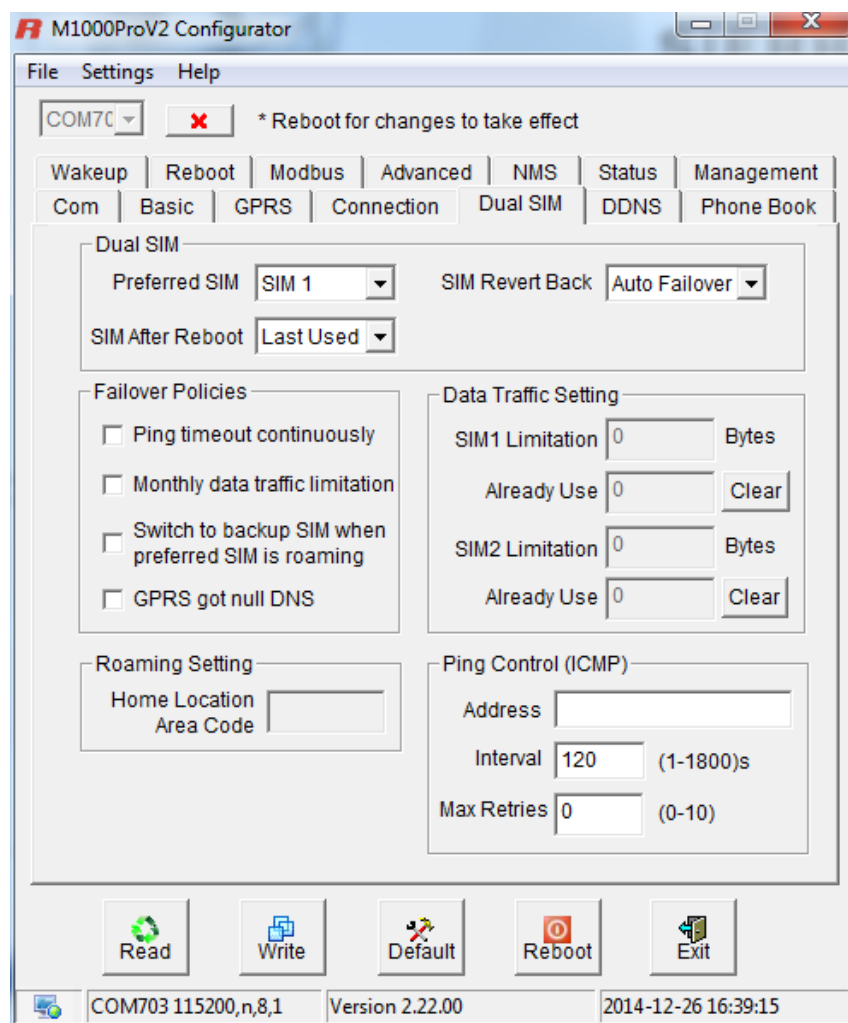 M1000ProV2 Configurator
File Settings Help
COM70 * Reboot for changes to take effect
Wakeup Reboot Modbus Advanced NMS Status Management
Com Basic GPRS Connection Dual SIM DDNS Phone Book
Dual SIM
Preferred SIM SIM 1 SIM Revert Back Auto Failover
SIM After Reboot Last Used
Failover Policies
Ping timeout continuously
Monthly data traffic limitation
Switch to backup SIM when
preferred SIM is roaming
GPRS got null DNS
Data Traffic Setting
SIM1 Limitation 0 Bytes
Already Use 0 Clear
SIM2 Limitation 0 Bytes
Already Use 0 Clear
Roaming Setting
Home Location
Area Code
Ping Control (ICMP)
Address
Interval 120 (1-1800)s
Max Retries 0 (0-10)
Read Write Default Reboot Exit
COM703 115200,n,8,1 Version 2.22.00 2014-12-26 16:39:15